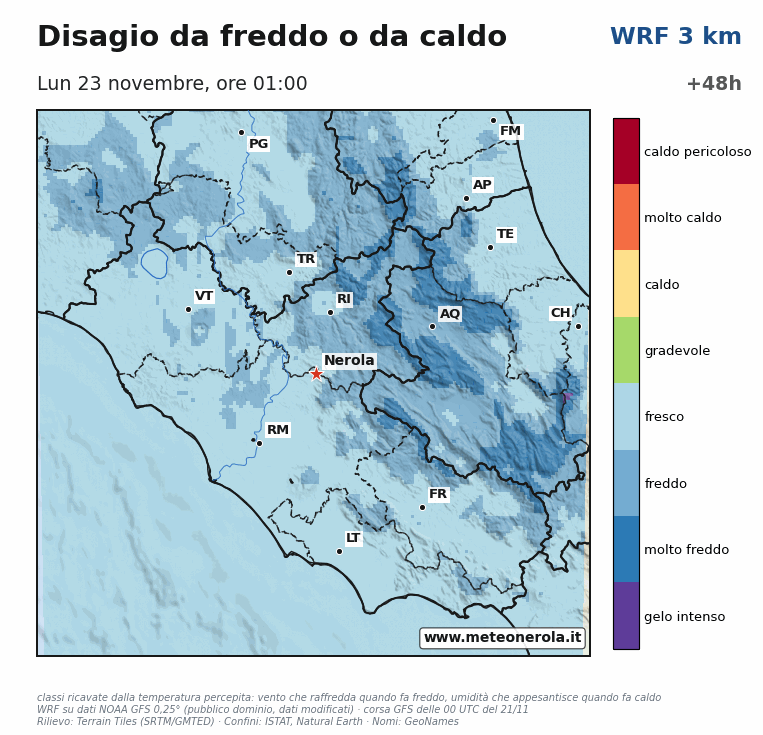 Disagio da freddo o da caldo
WRF 3 km
Lun 23 novembre, ore 01:00
+48h
FM
PG
AP
TE
TR
VT
RI
AQ
CH
Nerola
RM
FR
LT
www.meteonerola.it
caldo pericoloso
molto caldo
caldo
gradevole
fresco
freddo
molto freddo
gelo intenso
classi ricavate dalla temperatura percepita: vento che raffredda quando fa freddo, umidità che appesantisce quando fa caldo
WRF su dati NOAA GFS 0,25° (pubblico dominio, dati modificati) · corsa GFS delle 00 UTC del 21/11
Rilievo: Terrain Tiles (SRTM/GMTED) · Confini: ISTAT, Natural Earth · Nomi: GeoNames